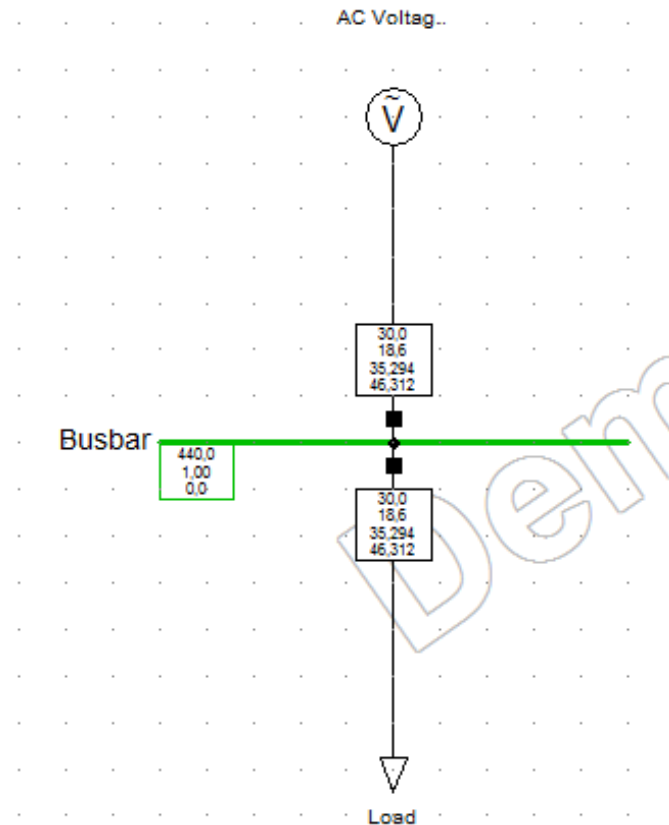 AC Voltag..
Ṽ
30,0
18,6
35,294
46,312
Busbar
440,0
1,00
0,0
30,0
18,6
35,294
46,312
Dem
Load